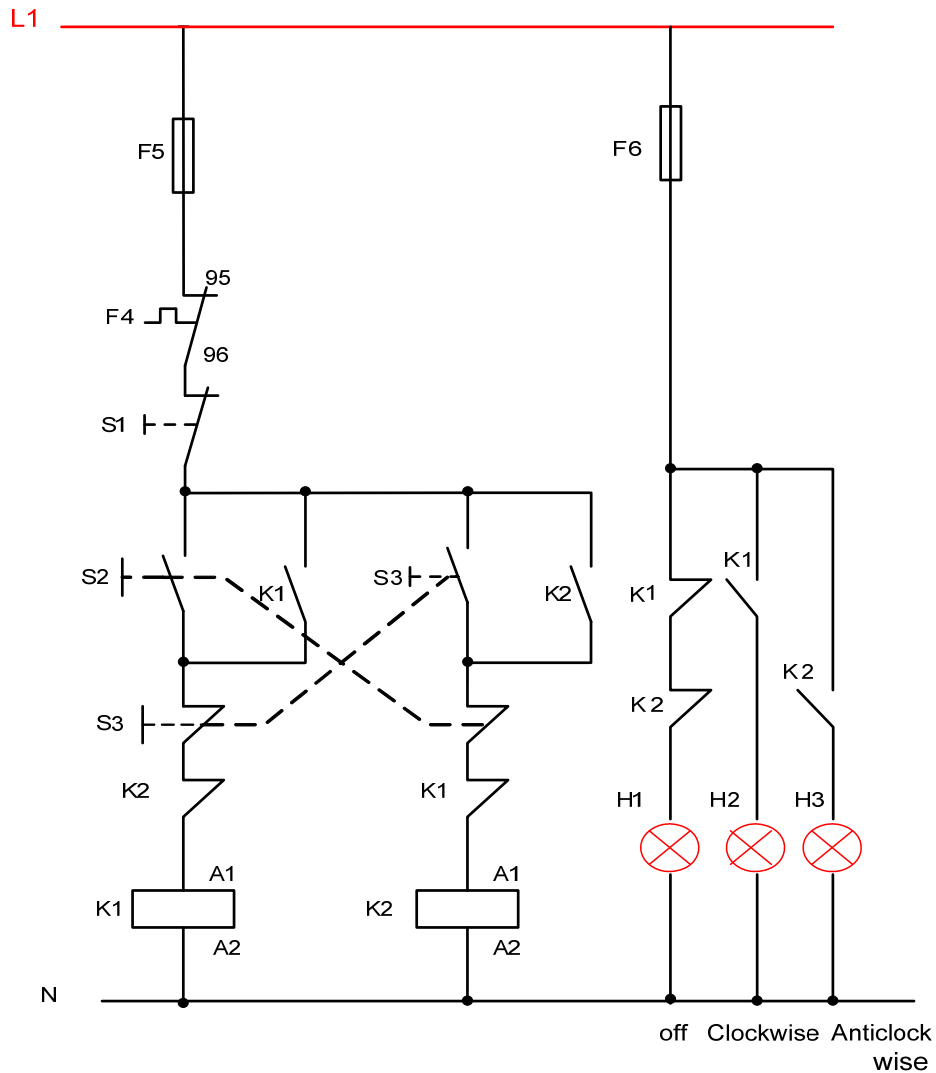 L1
F5
F6
95
F4
96
S1
S2
K1
S3
K2
K1
K1
K2
S3
K2
K2
K1
H1
H2
H3
A1
A1
K1
K2
A2
A2
N
off Clockwise Anticlock
wise